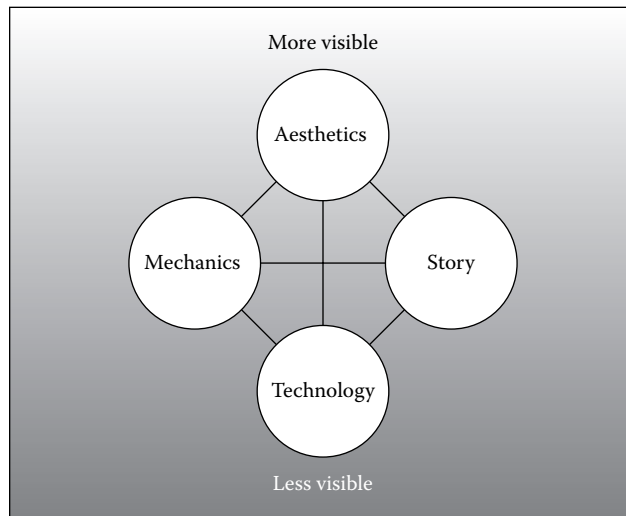 More visible
Aesthetics
Mechanics
Story
Technology
Less visible